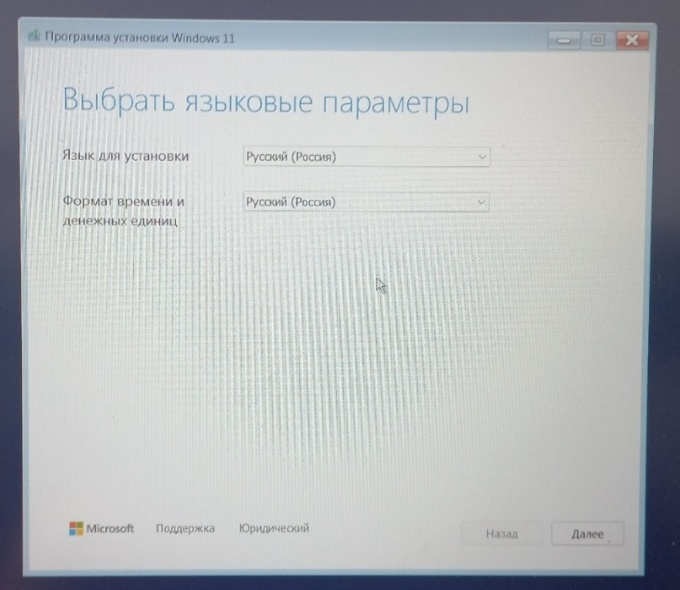 Программа установки Windows 11
Выбрать языковые параметры
Язык для установки
Русский (Россия)
Формат времени и
денежных единиц
Русский (Россия)
Microsoft
Поддержка
Юридический
Назад
Далее